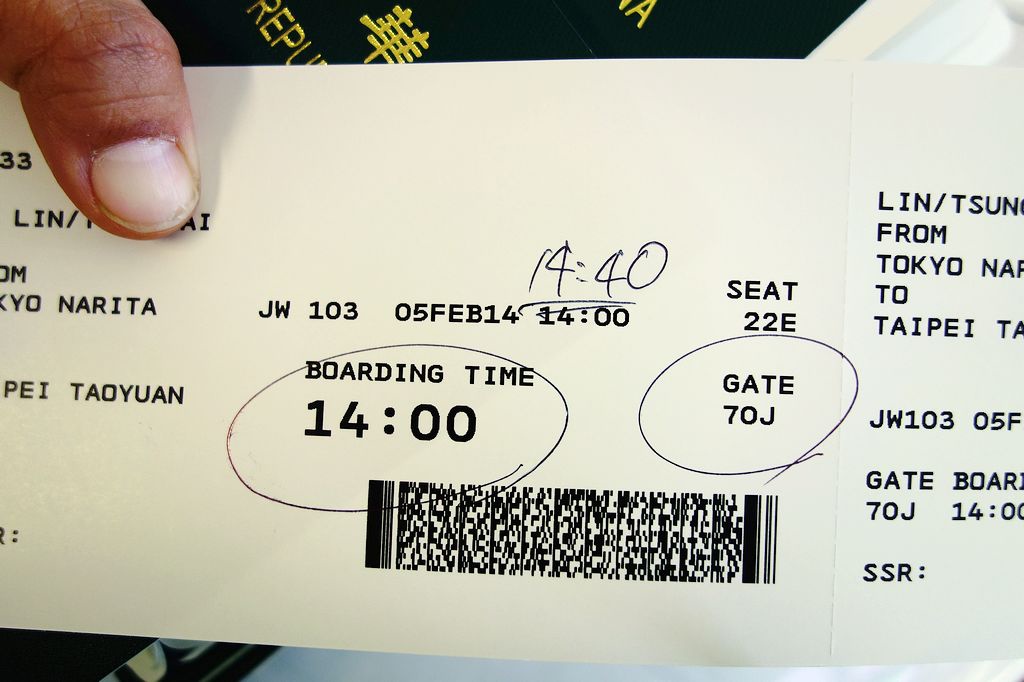 REPU
華
NA
33
LIN/
AI
OM
KYO NARITA
PEI TAOYUAN
R:
14:40
JW 103 05FEB14 14:00
SEAT
22E
BOARDING TIME
14:00
GATE
70J
LIN/TSUNG
FROM
TOKYO NAR
TO
TAIPEI TA
JW103 05F
GATE BOARI
70J 14:00
SSR: